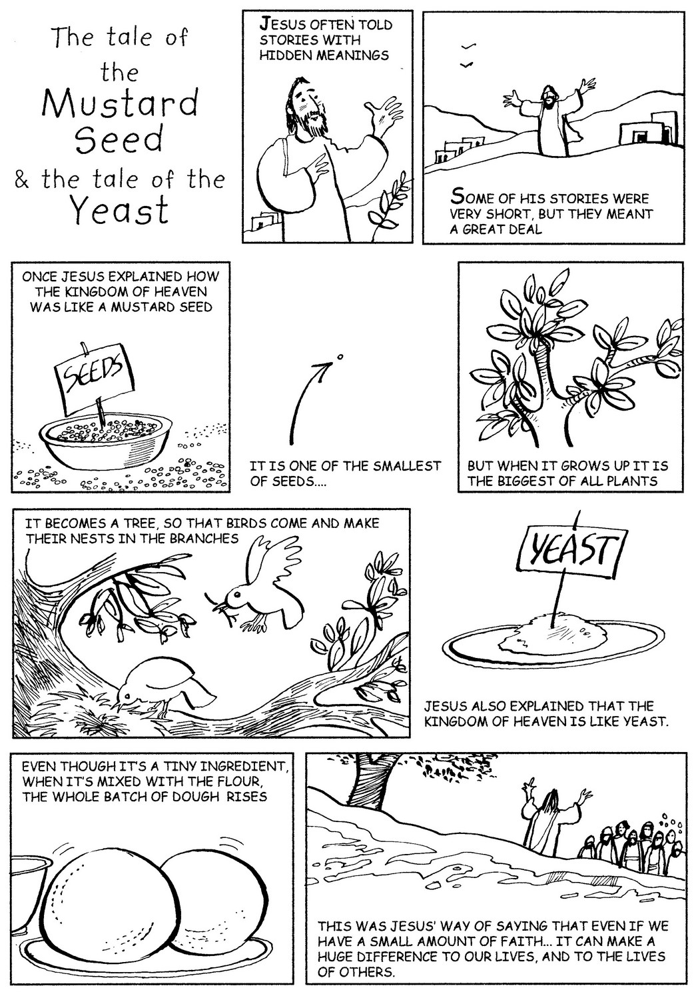 The tale of
the
Mustard
Seed
& the tale of the
Yeast
JESUS OFTEN TOLD
STORIES WITH
HIDDEN MEANINGS
SOME OF HIS STORIES WERE
VERY SHORT, BUT THEY MEANT
A GREAT DEAL
ONCE JESUS EXPLAINED HOW
THE KINGDOM OF HEAVEN
WAS LIKE A MUSTARD SEED
SEEDS
IT IS ONE OF THE SMALLEST
OF SEEDS....
BUT WHEN IT GROWS UP IT IS
THE BIGGEST OF ALL PLANTS
IT BECOMES A TREE, SO THAT BIRDS COME AND MAKE
THEIR NESTS IN THE BRANCHES
YEAST
JESUS ALSO EXPLAINED THAT THE
KINGDOM OF HEAVEN IS LIKE YEAST.
EVEN THOUGH IT'S A TINY INGREDIENT,
WHEN IT'S MIXED WITH THE FLOUR,
THE WHOLE BATCH OF DOUGH RISES
THIS WAS JESUS' WAY OF SAYING THAT EVEN IF WE
HAVE A SMALL AMOUNT OF FAITH... IT CAN MAKE A
HUGE DIFFERENCE TO OUR LIVES, AND TO THE LIVES
OF OTHERS.